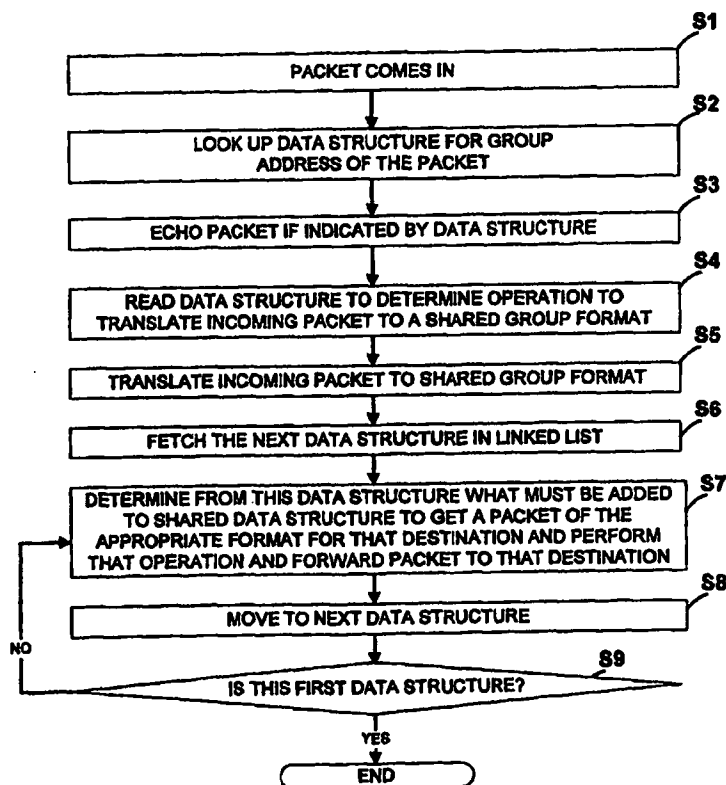 S1
PACKET COMES IN
S2
LOOK UP DATA STRUCTURE FOR GROUP
ADDRESS OF THE PACKET
S3
ECHO PACKET IF INDICATED BY DATA STRUCTURE
S4
READ DATA STRUCTURE TO DETERMINE OPERATION TO
TRANSLATE INCOMING PACKET TO A SHARED GROUP FORMAT
S5
TRANSLATE INCOMING PACKET TO SHARED GROUP FORMAT
S6
FETCH THE NEXT DATA STRUCTURE IN LINKED LIST
S7
DETERMINE FROM THIS DATA STRUCTURE WHAT MUST BE ADDED
TO SHARED DATA STRUCTURE TO GET A PACKET OF THE
APPROPRIATE FORMAT FOR THAT DESTINATION AND PERFORM
THAT OPERATION AND FORWARD PACKET TO THAT DESTINATION
S8
MOVE TO NEXT DATA STRUCTURE
NO
S9
IS THIS FIRST DATA STRUCTURE?
YES
END